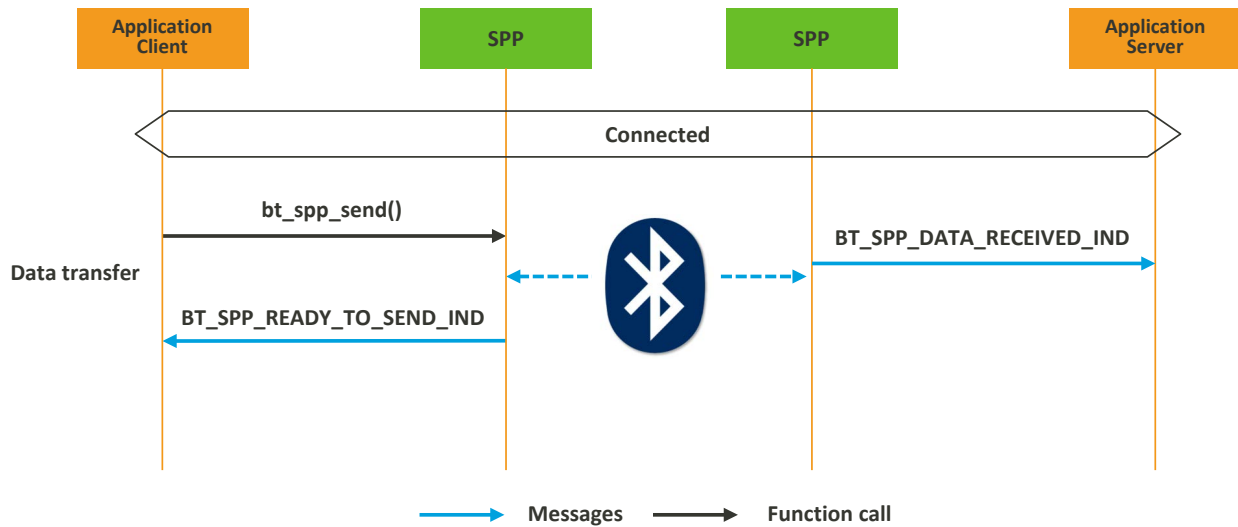 Application
Client
SPP
SPP
Application
Server
Connected
bt_spp_send()
BT_SPP_DATA_RECEIVED_IND
Data transfer
BT_SPP_READY_TO_SEND_IND
Messages
Function call